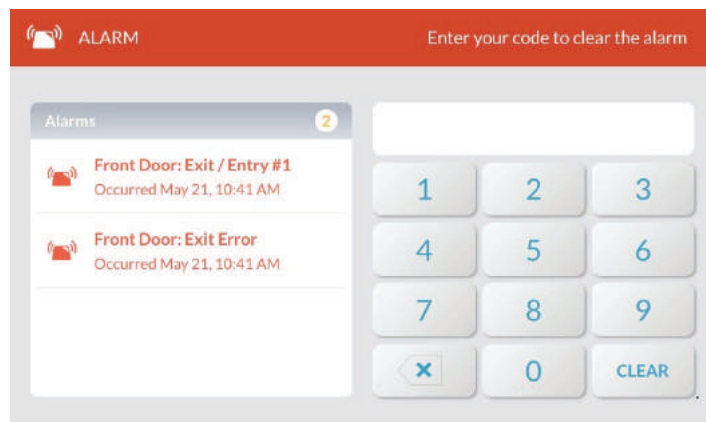 ALARM
Enter your code to clear the alarm
Alarms 2
Front Door: Exit / Entry #1
Occurred May 21, 10:41 AM
Front Door: Exit Error
Occurred May 21, 10:41 AM
1 2 3
4 5 6
7 8 9
0 CLEAR